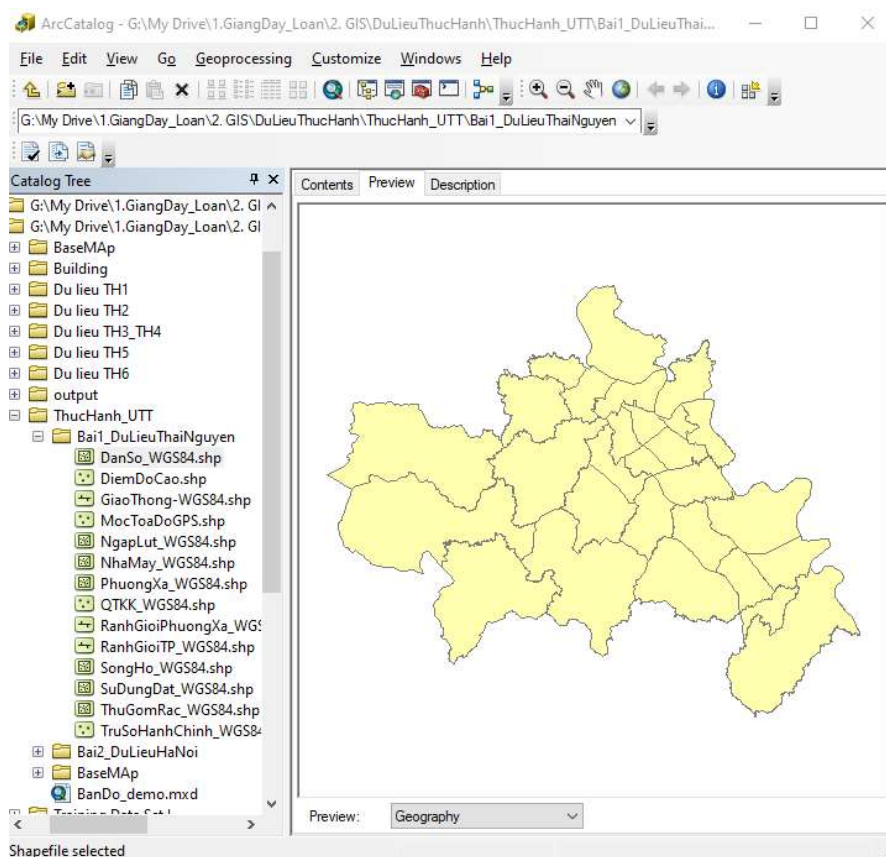 ArcCatalog - G:\My Drive\1.GiangDay_Loan\2. GIS\DuLieuThucHanh\ThucHanh_UTT\Bai1_DuLieuThai...
File Edit View Go Geoprocessing Customize Windows Help
G:\My Drive\1.GiangDay_Loan\2. GIS\DuLieuThucHanh\ThucHanh_UTT\Bai1_DuLieuThaiNguyen
Catalog Tree
Contents Preview Description
G:\My Drive\1.GiangDay_Loan\2. GI
G:\My Drive\1.GiangDay_Loan\2. GI
BaseMAp
Building
Du lieu TH1
Du lieu TH2
Du lieu TH3_TH4
Du lieu TH5
Du lieu TH6
output
ThucHanh_UTT
Bai1_DuLieuThaiNguyen
DanSo_WGS84.shp
DiemDoCao.shp
GiaoThong-WGS84.shp
MocToaDoGPS.shp
NgapLut_WGS84.shp
NhaMay_WGS84.shp
PhuongXa_WGS84.shp
QTKK_WGS84.shp
RanhGioiPhuongXa_WGS
RanhGioiTP_WGS84.shp
SongHo_WGS84.shp
SuDungDat_WGS84.shp
ThuGomRac_WGS84.shp
TruSoHanhChinh_WGS84
Bai2_DuLieuHaNoi
BaseMAp
BanDo_demo.mxd
Preview: Geography
Shapefile selected